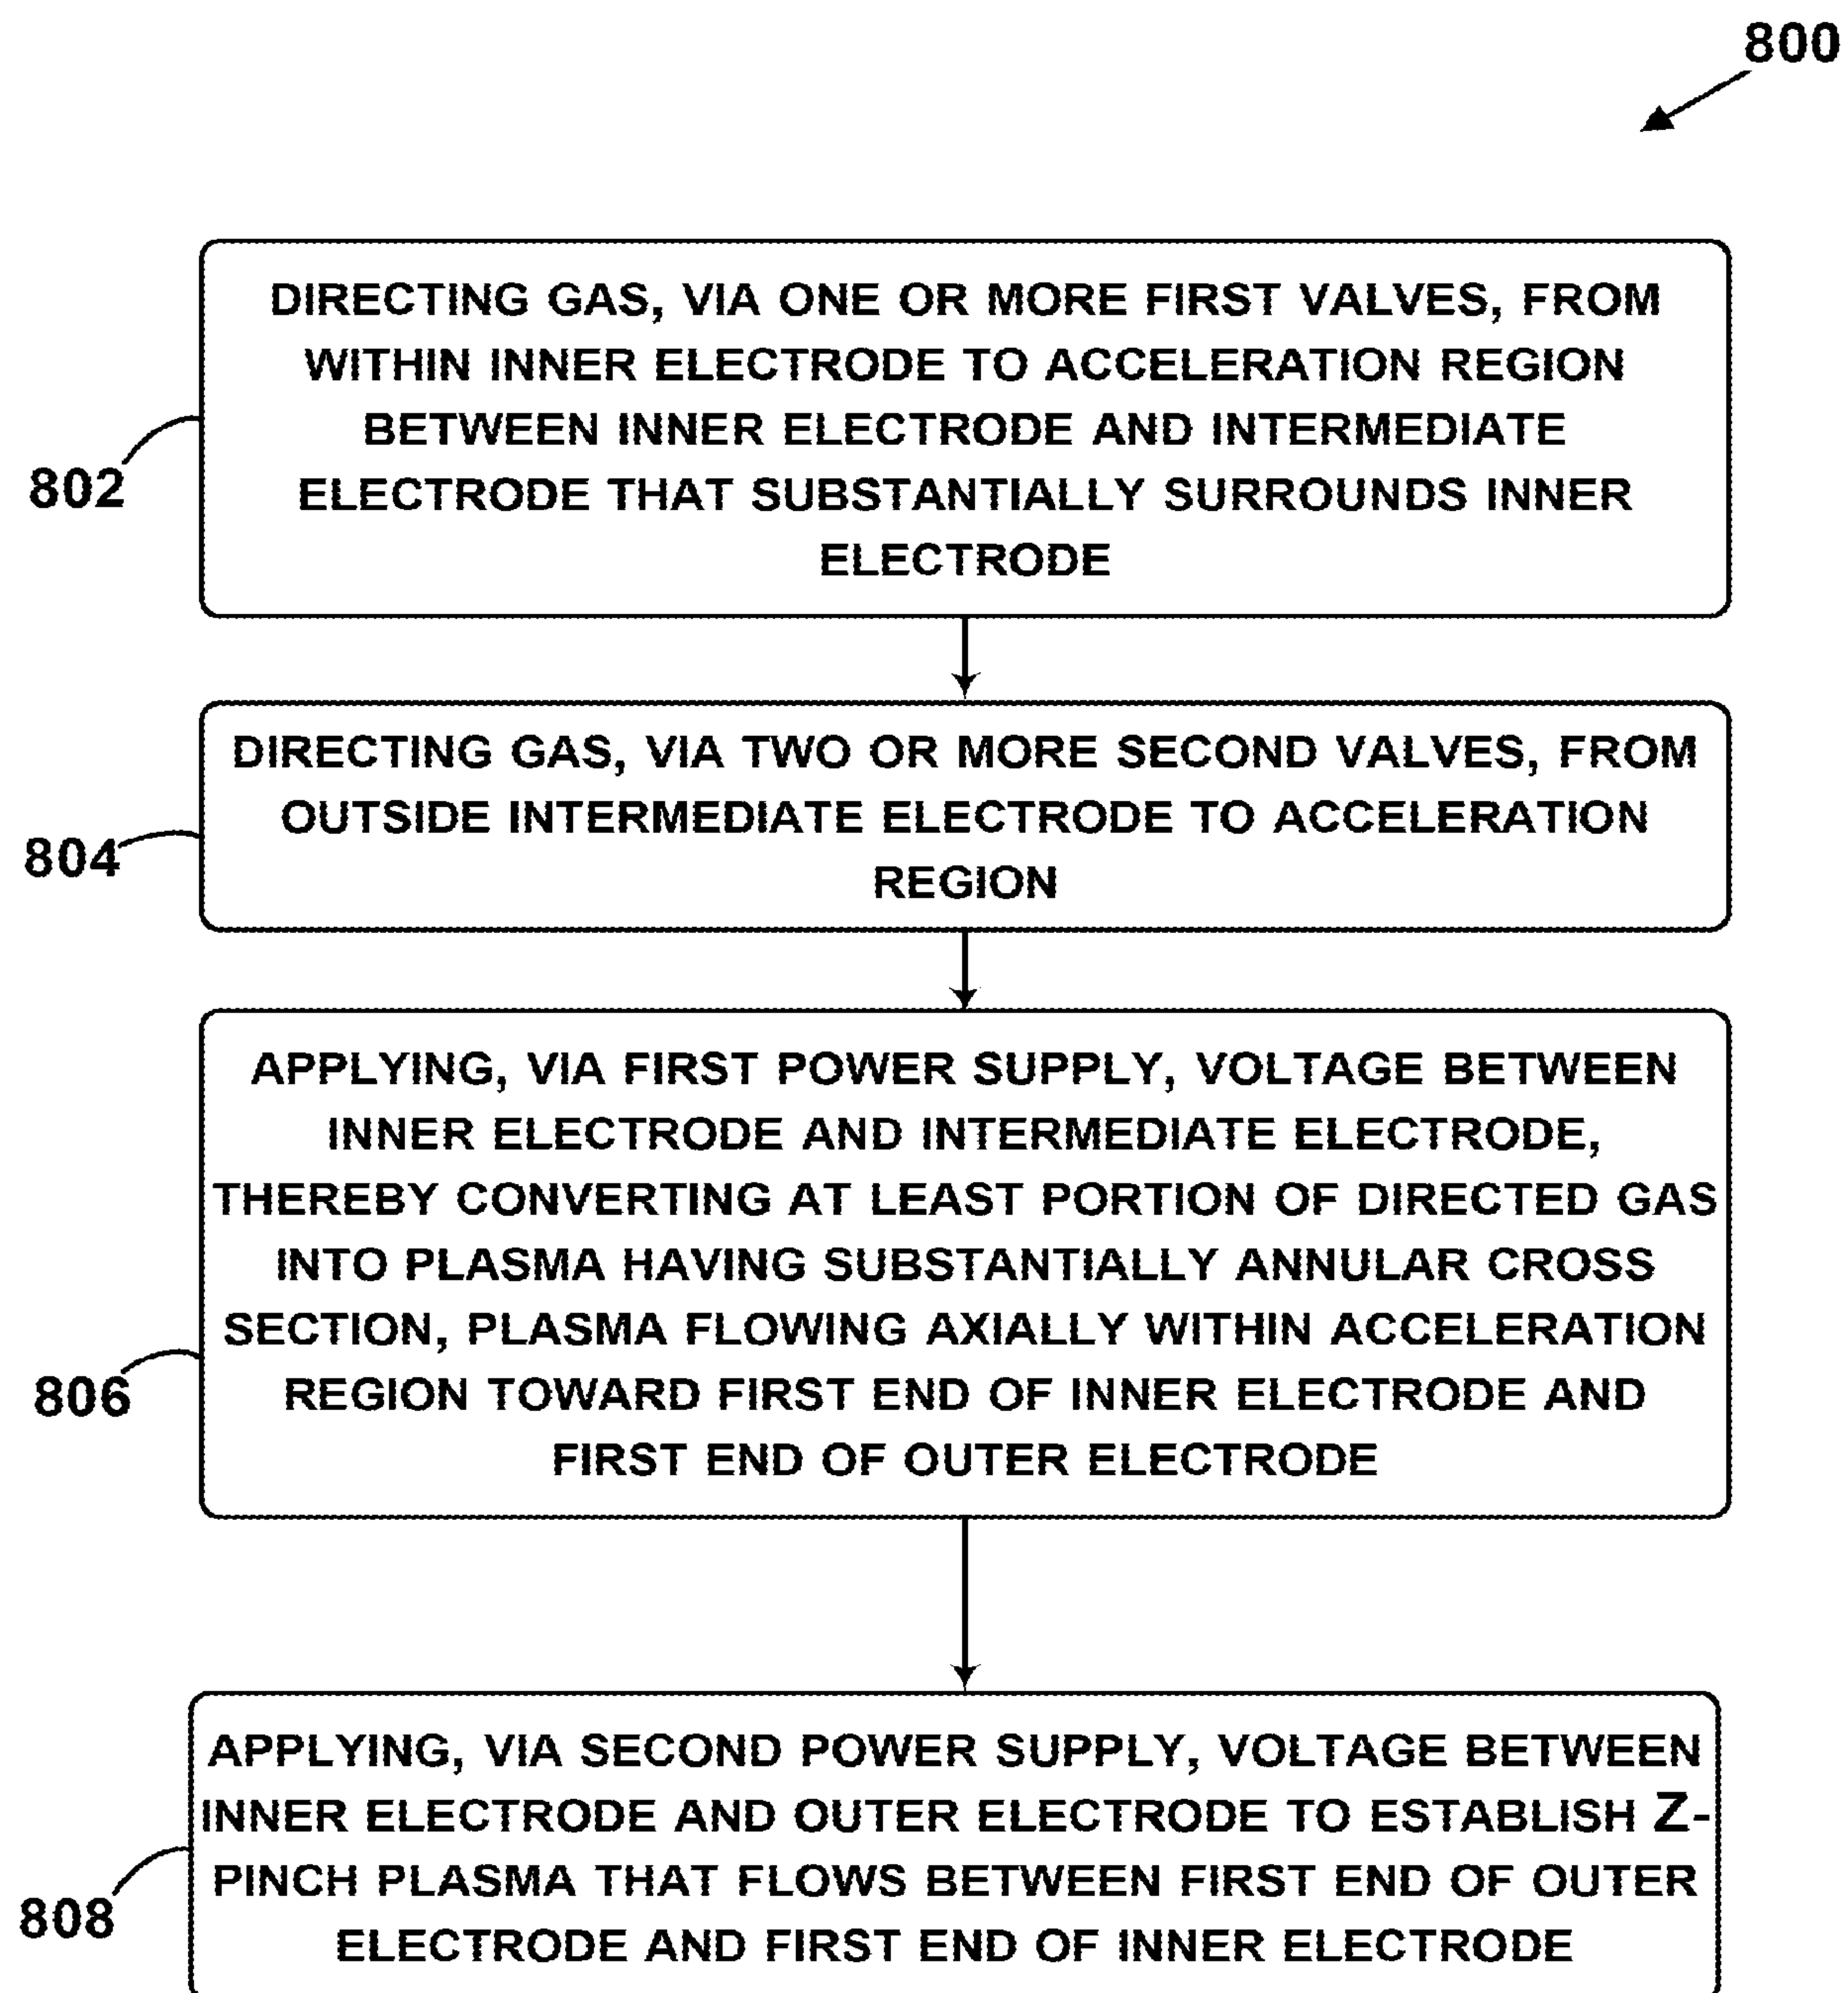 800
DIRECTING GAS, VIA ONE OR MORE FIRST VALVES, FROM
WITHIN INNER ELECTRODE TO ACCELERATION REGION
BETWEEN INNER ELECTRODE AND INTERMEDIATE
ELECTRODE THAT SUBSTANTIALLY SURROUNDS INNER
ELECTRODE
802
DIRECTING GAS, VIA TWO OR MORE SECOND VALVES, FROM
OUTSIDE INTERMEDIATE ELECTRODE TO ACCELERATION
REGION
804
APPLYING, VIA FIRST POWER SUPPLY, VOLTAGE BETWEEN
INNER ELECTRODE AND INTERMEDIATE ELECTRODE,
THEREBY CONVERTING AT LEAST PORTION OF DIRECTED GAS
INTO PLASMA HAVING SUBSTANTIALLY ANNULAR CROSS
SECTION, PLASMA FLOWING AXIALLY WITHIN ACCELERATION
REGION TOWARD FIRST END OF INNER ELECTRODE AND
FIRST END OF OUTER ELECTRODE
806
APPLYING, VIA SECOND POWER SUPPLY, VOLTAGE BETWEEN
INNER ELECTRODE AND OUTER ELECTRODE TO ESTABLISH Z-
PINCH PLASMA THAT FLOWS BETWEEN FIRST END OF OUTER
ELECTRODE AND FIRST END OF INNER ELECTRODE
808